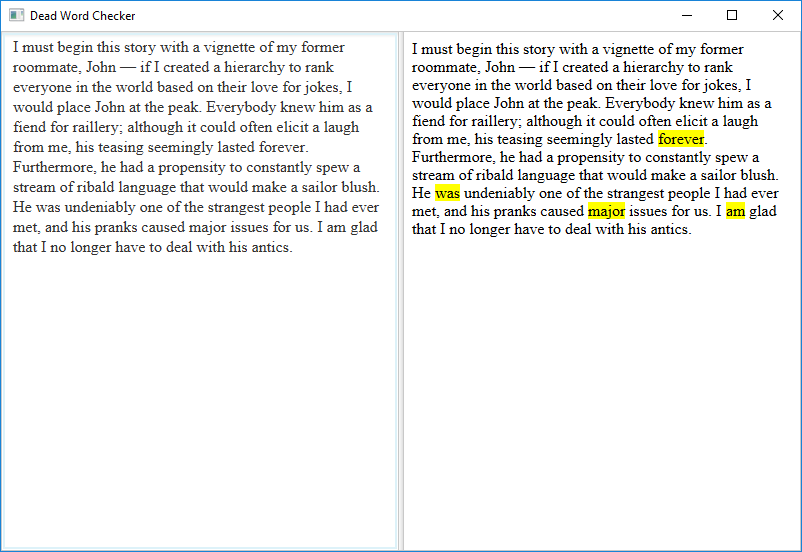 Dead Word Checker
I must begin this story with a vignette of my former
roommate, John — if I created a hierarchy to rank
everyone in the world based on their love for jokes, I
would place John at the peak. Everybody knew him as a
fiend for raillery; although it could often elicit a laugh
from me, his teasing seemingly lasted forever.
Furthermore, he had a propensity to constantly spew a
stream of ribald language that would make a sailor blush.
He was undeniably one of the strangest people I had ever
met, and his pranks caused major issues for us. I am glad
that I no longer have to deal with his antics.
I must begin this story with a vignette of my former
roommate, John — if I created a hierarchy to rank
everyone in the world based on their love for jokes, I
would place John at the peak. Everybody knew him as a
fiend for raillery; although it could often elicit a laugh
from me, his teasing seemingly lasted forever.
Furthermore, he had a propensity to constantly spew a
stream of ribald language that would make a sailor blush.
He was undeniably one of the strangest people I had ever
met, and his pranks caused major issues for us. I am glad
that I no longer have to deal with his antics.